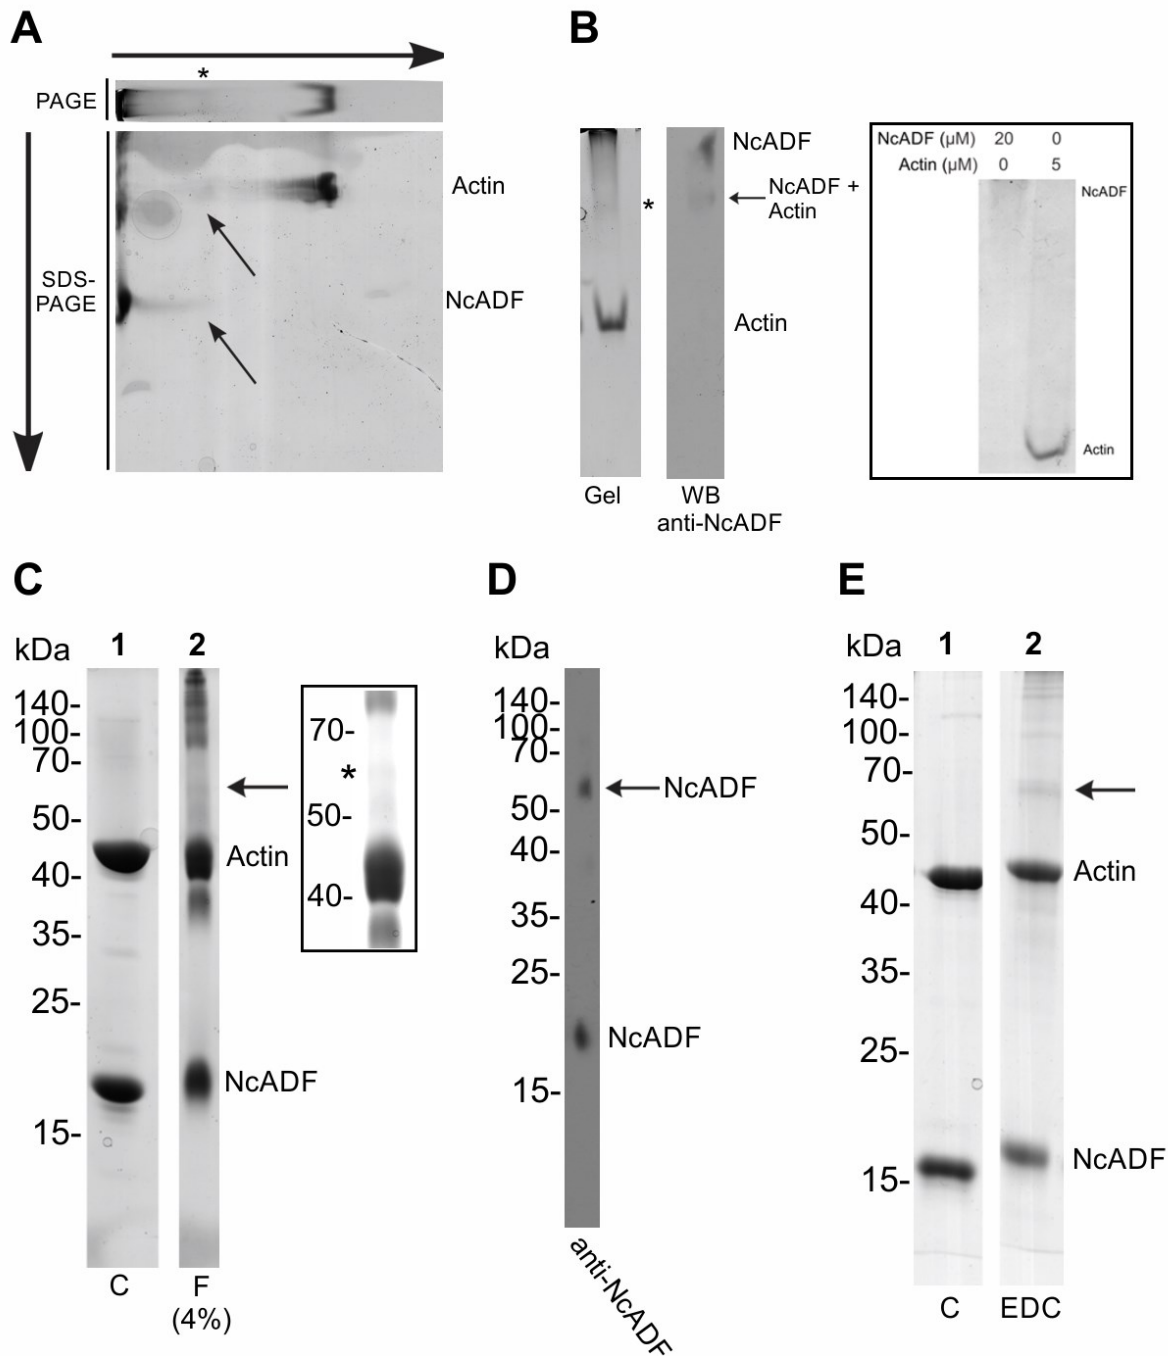 A
*
PAGE
SDS-
PAGE
Actin
NcADF
B
NcADF
*
NcADF +
Actin
Actin
Gel
WB
anti-NcADF
NcADF (µM) 20 0
Actin (µM) 0 5
NcADF
Actin
C
kDa
1
2
140-
100-
70-
50-
40-
35-
25-
15-
Actin
NcADF
C
F
(4%)
70-
*
50-
40-
D
kDa
140-
100-
70-
50-
40-
35-
25-
15-
NcADF
NcADF
anti-NcADF
E
kDa
1
2
140-
100-
70-
50-
40-
35-
25-
15-
Actin
NcADF
C
EDC